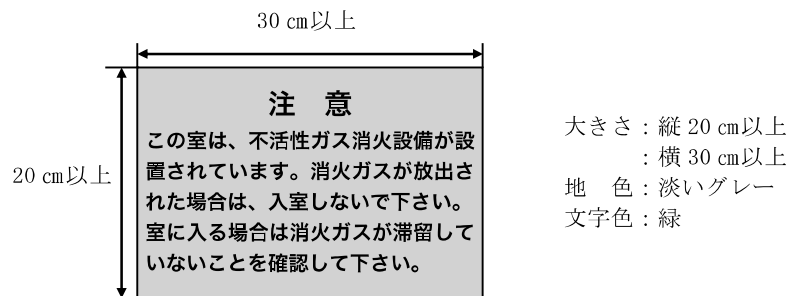 30 ㎝以上
20 ㎝以上
注　意
この室は、不活性ガス消火設備が設
置されています。消火ガスが放出さ
れた場合は、入室しないで下さい。
室に入る場合は消火ガスが滞留して
いないことを確認して下さい。
大きさ：縦 20 ㎝以上
：横 30 ㎝以上
地　色：淡いグレー
文字色：緑